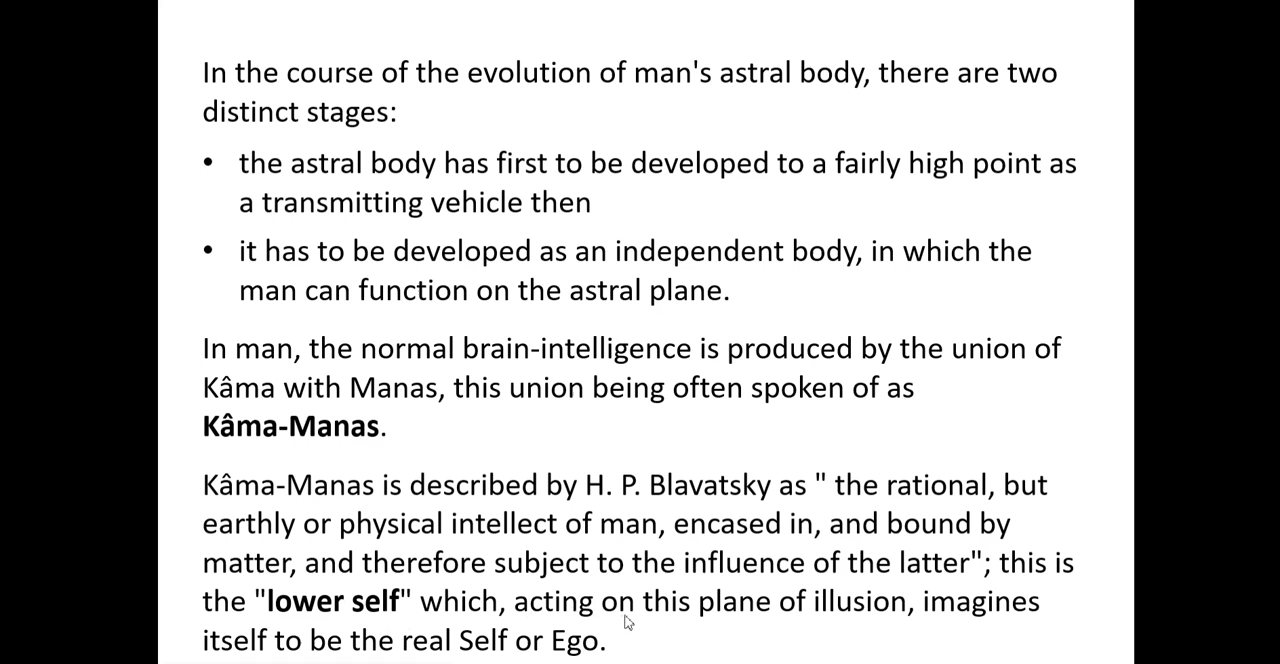 In the course of the evolution of man's astral body, there are two
distinct stages:
• the astral body has first to be developed to a fairly high point as
a transmitting vehicle then
• it has to be developed as an independent body, in which the
man can function on the astral plane.
In man, the normal brain-intelligence is produced by the union of
Kâma with Manas, this union being often spoken of as
Kâma-Manas.
Kâma-Manas is described by H. P. Blavatsky as " the rational, but
earthly or physical intellect of man, encased in, and bound by
matter, and therefore subject to the influence of the latter"; this is
the "lower self" which, acting on this plane of illusion, imagines
itself to be the real Self or Ego.